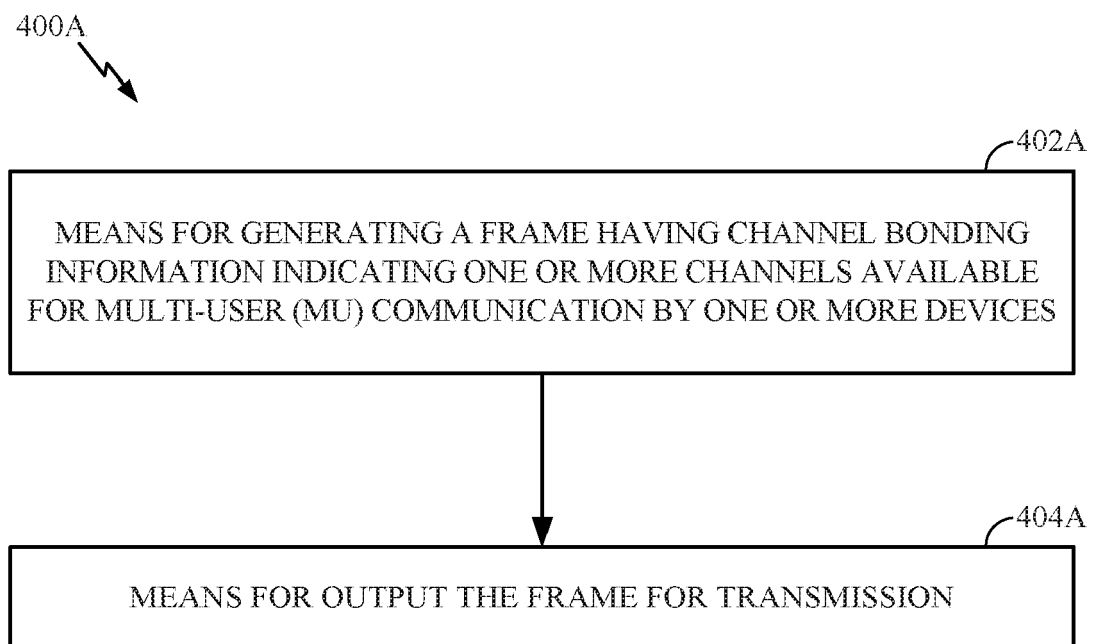 400A
402A
MEANS FOR GENERATING A FRAME HAVING CHANNEL BONDING
INFORMATION INDICATING ONE OR MORE CHANNELS AVAILABLE
FOR MULTI-USER (MU) COMMUNICATION BY ONE OR MORE DEVICES
404A
MEANS FOR OUTPUT THE FRAME FOR TRANSMISSION